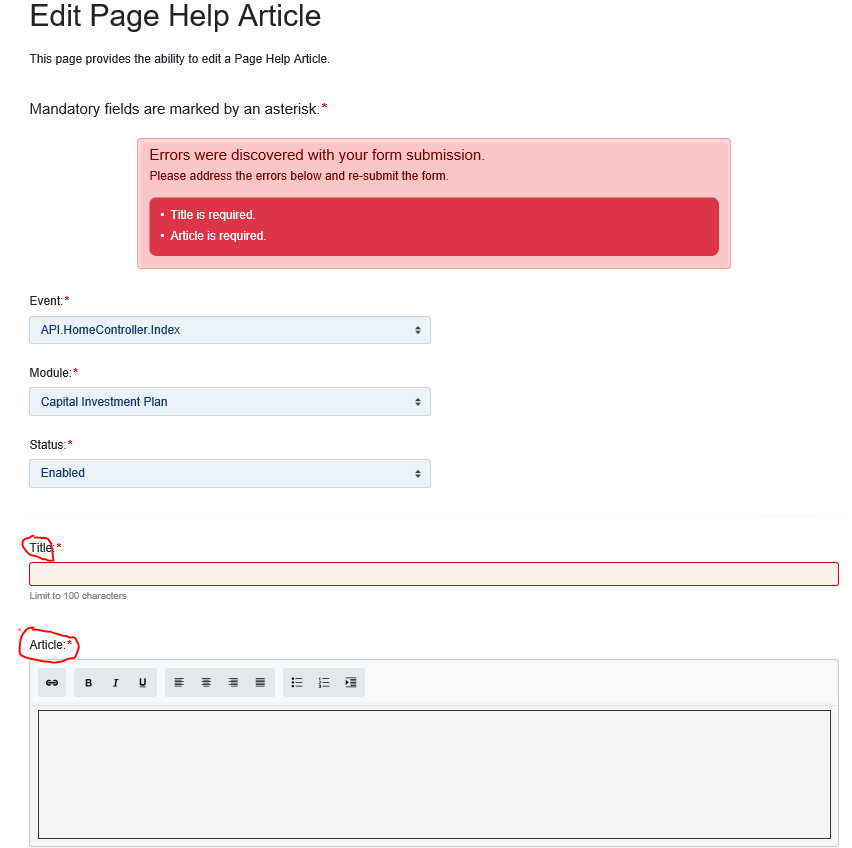 Edit Page Help Article
This page provides the ability to edit a Page Help Article.
Mandatory fields are marked by an asterisk.*
Errors were discovered with your form submission.
Please address the errors below and re-submit the form.
• Title is required.
• Article is required.
Event:*
API.HomeController.Index
Module:*
Capital Investment Plan
Status:*
Enabled
Title:*
Limit to 100 characters
Article:*
B I U